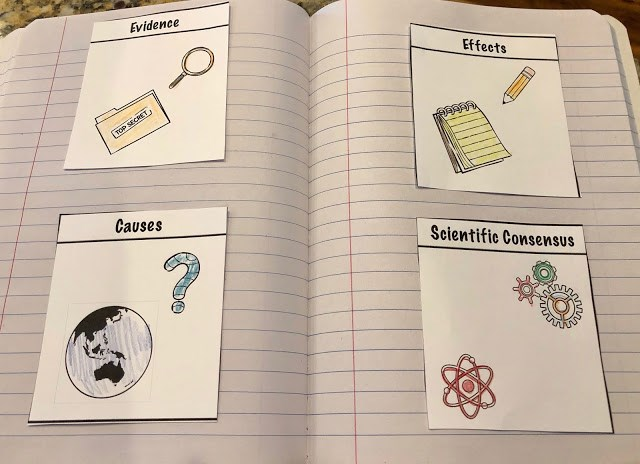 Evidence
TOP SECRET
Causes
Effects
Scientific Consensus